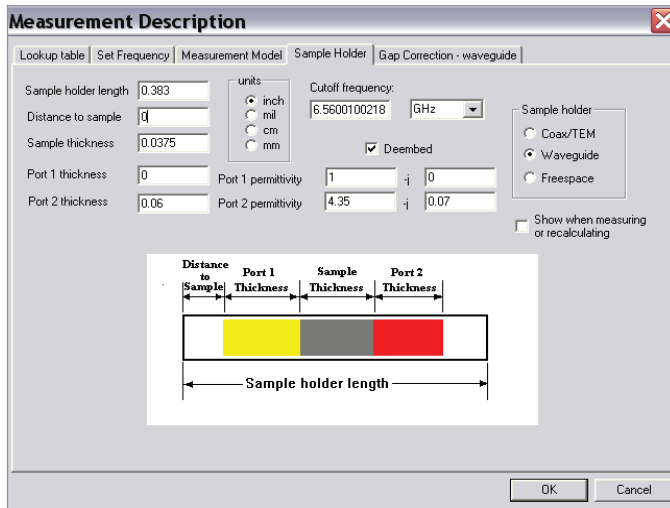 Measurement Description
Lookup table Set Frequency Measurement Model Sample Holder Gap Correction - waveguide
Sample holder length 0.383
Distance to sample 0
Sample thickness 0.0375
Port 1 thickness 0
Port 2 thickness 0.06
units
inch
mil
cm
mm
Cutoff frequency:
6.5600100218 GHz
Deembed
Port 1 permittivity 1 -j 0
Port 2 permittivity 4.35 -j 0.07
Sample holder
Coax/TEM
Waveguide
Freespace
Show when measuring
or recalculating
Distance
to
Sample
Port 1
Thickness
Sample
Thickness
Port 2
Thickness
Sample holder length
OK Cancel